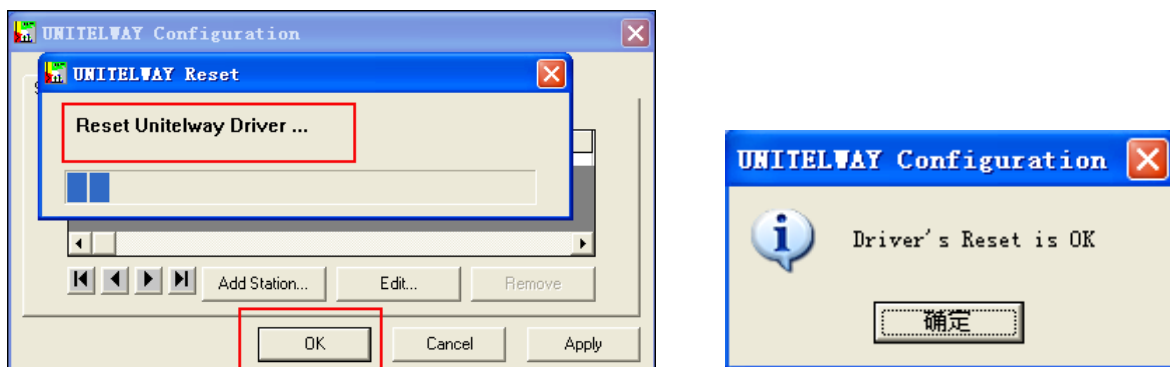 UNITELWAY Configuration
UNITELWAY Reset
Reset Unitelway Driver ...
Add Station...
Edit...
Remove
OK
Cancel
Apply
UNITELWAY Configuration
Driver's Reset is OK
确定